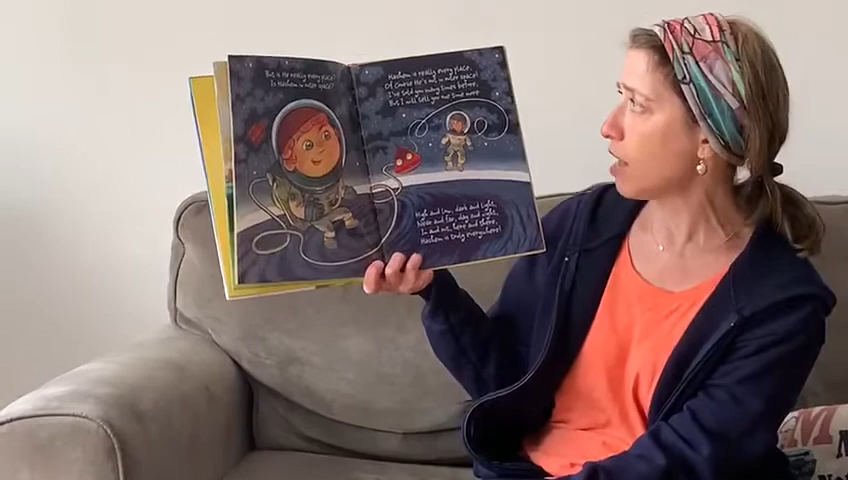 But is He really every place?
Is Hashem in outer space?
Hashem is really every place,
Of course He's out in outer space!
I've told you many times before,
But I will tell you one time more.
High and low, dark and light,
Near and far, day and night,
In and out, here and there,
Hashem is truly everywhere!